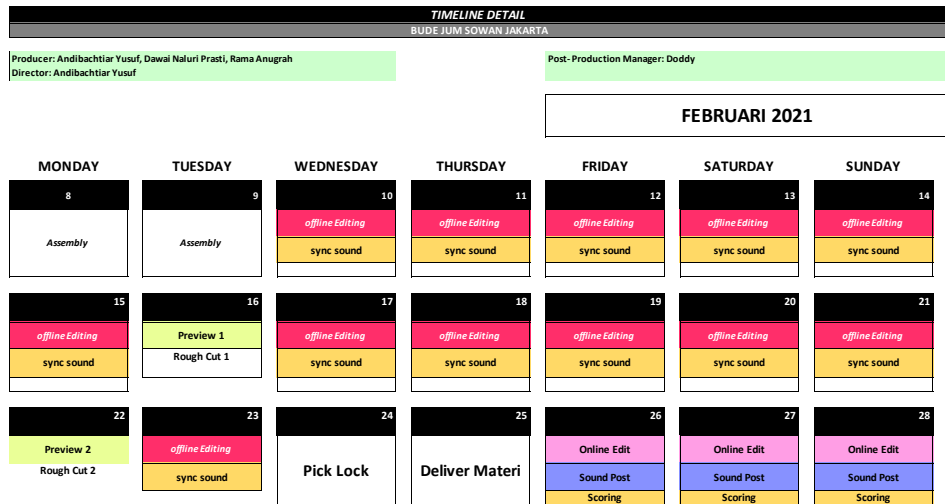 TIMELINE DETAIL
BUDE JUM SOWAN JAKARTA
Producer: Andibachtiar Yusuf, Dawai Naluri Prasti, Rama Anugrah
Director: Andibachtiar Yusuf
Post- Production Manager: Doddy
FEBRUARI 2021
MONDAY TUESDAY WEDNESDAY THURSDAY FRIDAY SATURDAY SUNDAY
8 9 10 11 12 13 14
offline Editing offline Editing offline Editing offline Editing offline Editing
Assembly Assembly
sync sound sync sound sync sound sync sound sync sound
15 16 17 18 19 20 21
offline Editing Preview 1 offline Editing offline Editing offline Editing offline Editing offline Editing
sync sound Rough Cut 1 sync sound sync sound sync sound sync sound sync sound
22 23 24 25 26 27 28
Preview 2 offline Editing Online Edit Online Edit Online Edit
Rough Cut 2 sync sound Pick Lock Deliver Materi Sound Post Sound Post Sound Post
Scoring Scoring Scoring